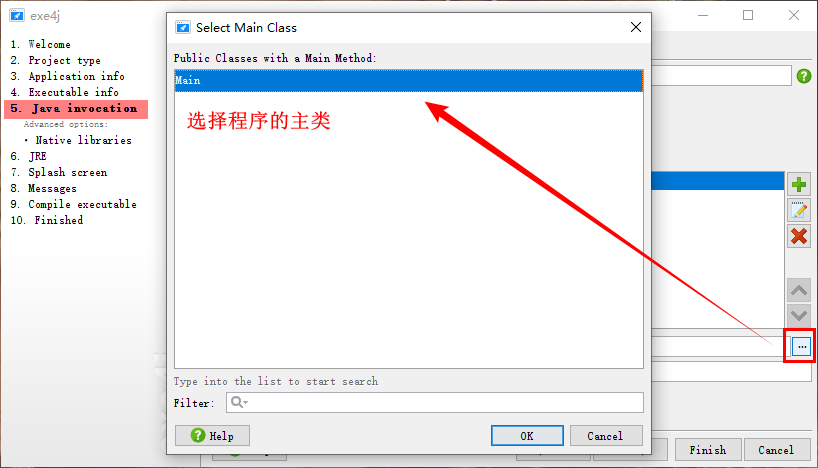 exe4j
Select Main Class
1. Welcome
2. Project type
3. Application info
4. Executable info
5. Java invocation
Advanced options:
• Native libraries
6. JRE
7. Splash screen
8. Messages
9. Compile executable
10. Finished
Public Classes with a Main Method:
Main
选择程序的主类
...
Type into the list to start search
Filter:
Help
OK
Cancel
Finish
Cancel